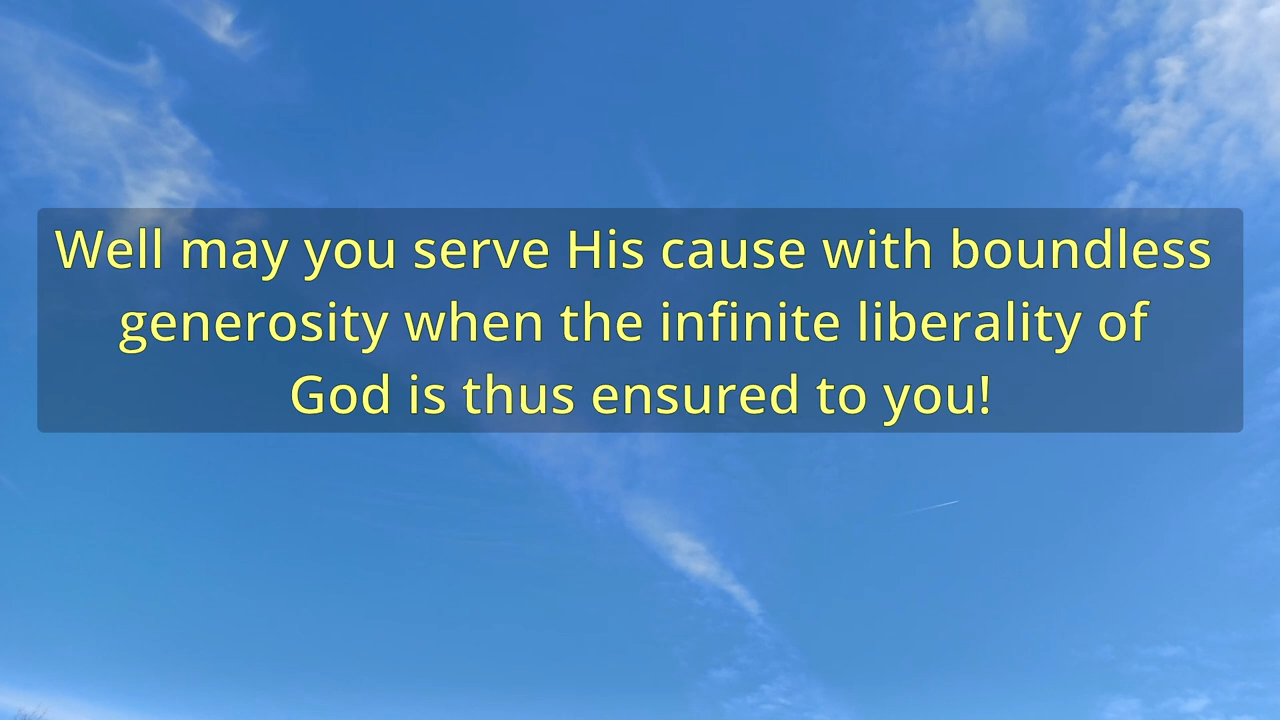 Well may you serve His cause with boundless
generosity when the infinite liberality of
God is thus ensured to you!